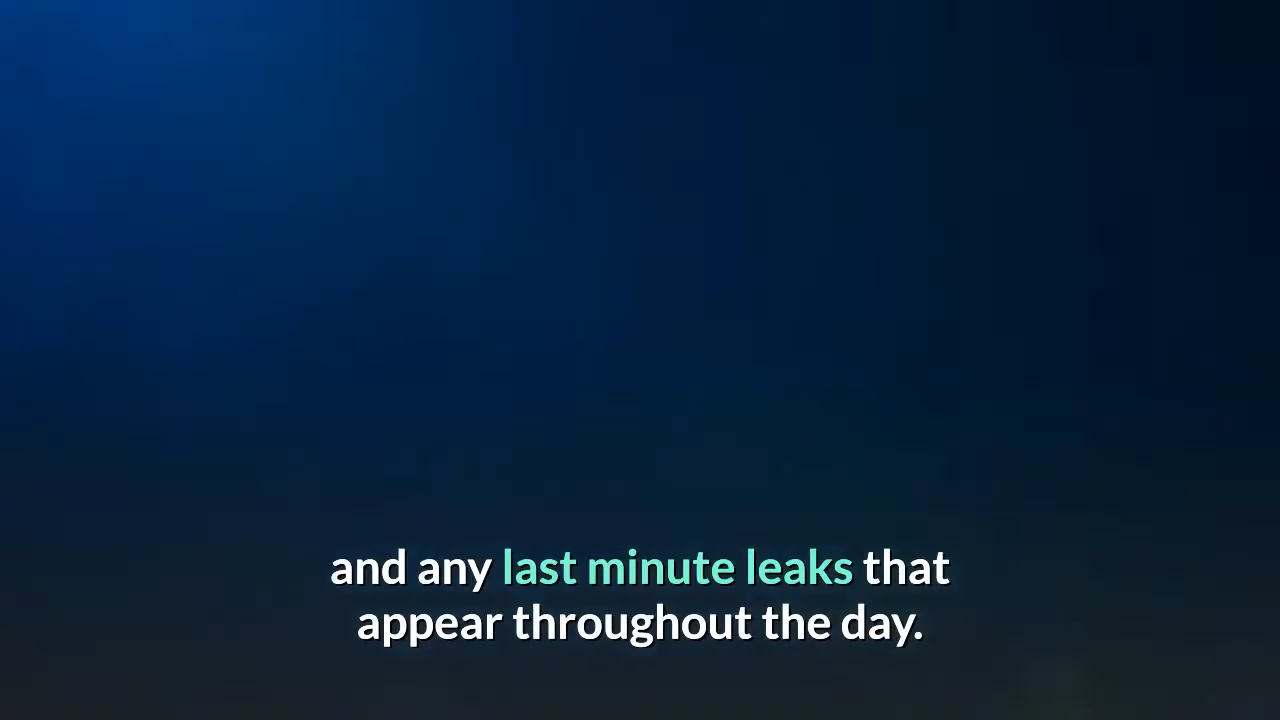 and any last minute leaks that
appear throughout the day.